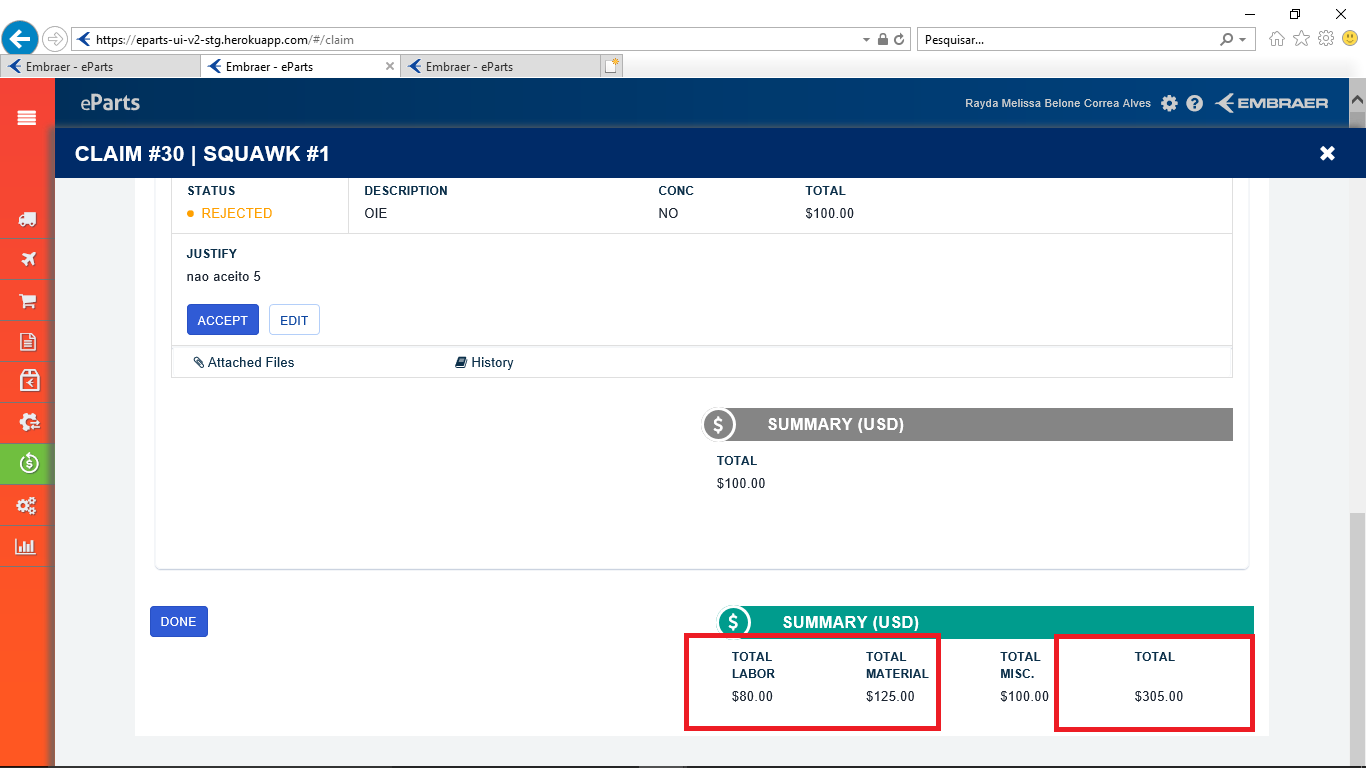 https://eparts-ui-v2-stg.herokuapp.com/#/claim
Pesquisar...
Embraer - eParts
Embraer - eParts
Embraer - eParts
eParts
Rayda Melissa Belone Correa Alves
EMBRAER
CLAIM #30 | SQUAWK #1
STATUS DESCRIPTION CONC TOTAL
REJECTED OIE NO $100.00
JUSTIFY
nao aceito 5
ACCEPT EDIT
Attached Files History
$ SUMMARY (USD)
TOTAL
$100.00
DONE
$ SUMMARY (USD)
TOTAL LABOR TOTAL MATERIAL TOTAL MISC. TOTAL
$80.00 $125.00 $100.00 $305.00